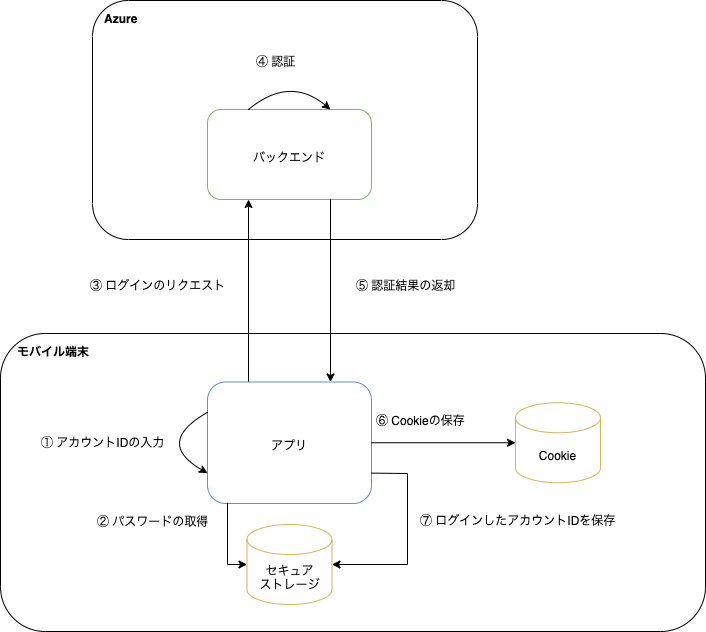 Azure
④ 認証
バックエンド
③ ログインのリクエスト
⑤ 認証結果の返却
モバイル端末
⑥ Cookieの保存
① アカウントIDの入力
アプリ
Cookie
② パスワードの取得
⑦ ログインしたアカウントIDを保存
セキュア
ストレージ